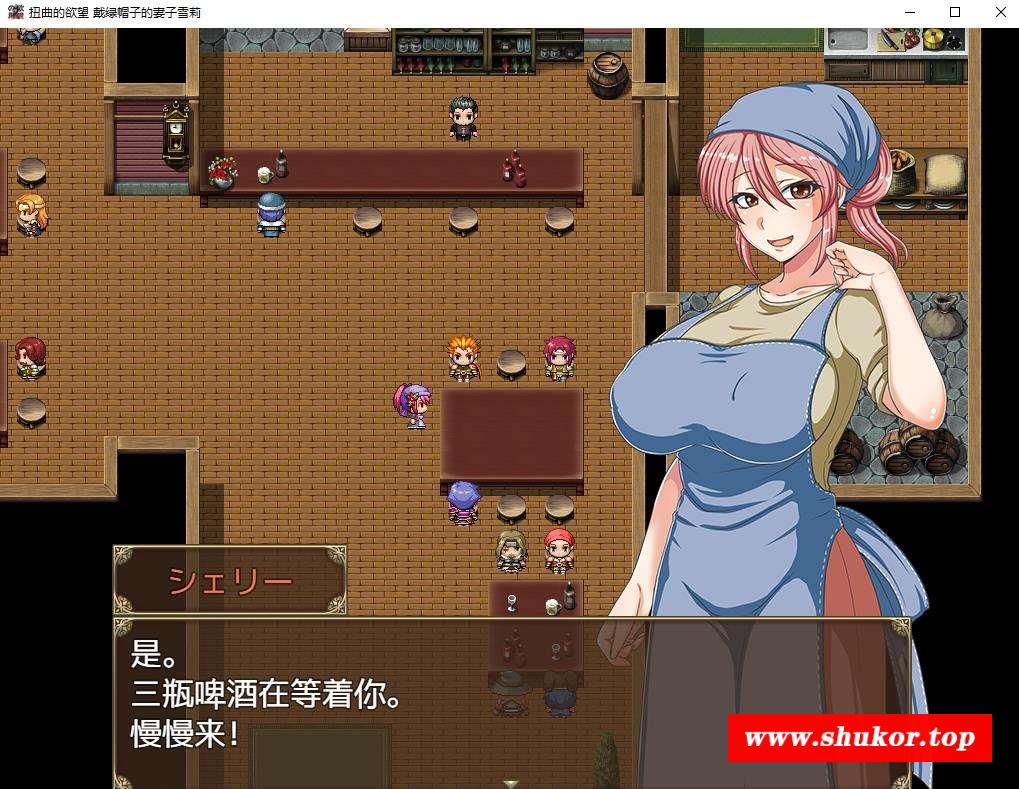 扭曲的欲望 戴绿帽子的妻子雪莉
シェリー
是。
三瓶啤酒在等着你。
慢慢来！
www.shukor.top